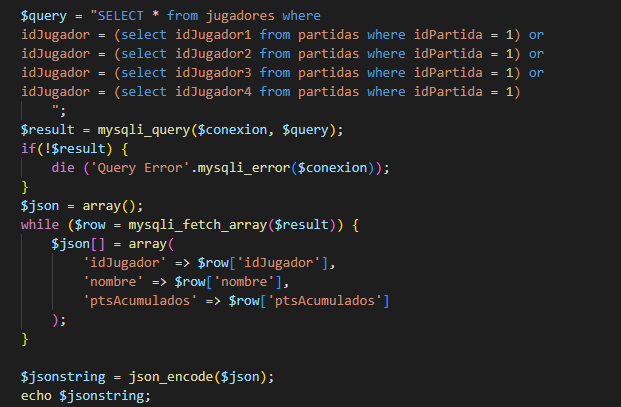 $query = "SELECT * from jugadores where
idJugador = (select idJugador1 from partidas where idPartida = 1) or
idJugador = (select idJugador2 from partidas where idPartida = 1) or
idJugador = (select idJugador3 from partidas where idPartida = 1) or
idJugador = (select idJugador4 from partidas where idPartida = 1)
    ";
$result = mysqli_query($conexion, $query);
if(!$result) {
    die ('Query Error'.mysqli_error($conexion));
}
$json = array();
while ($row = mysqli_fetch_array($result)) {
    $json[] = array(
        'idJugador' => $row['idJugador'],
        'nombre' => $row['nombre'],
        'ptsAcumulados' => $row['ptsAcumulados']
    );
}
$jsonstring = json_encode($json);
echo $jsonstring;